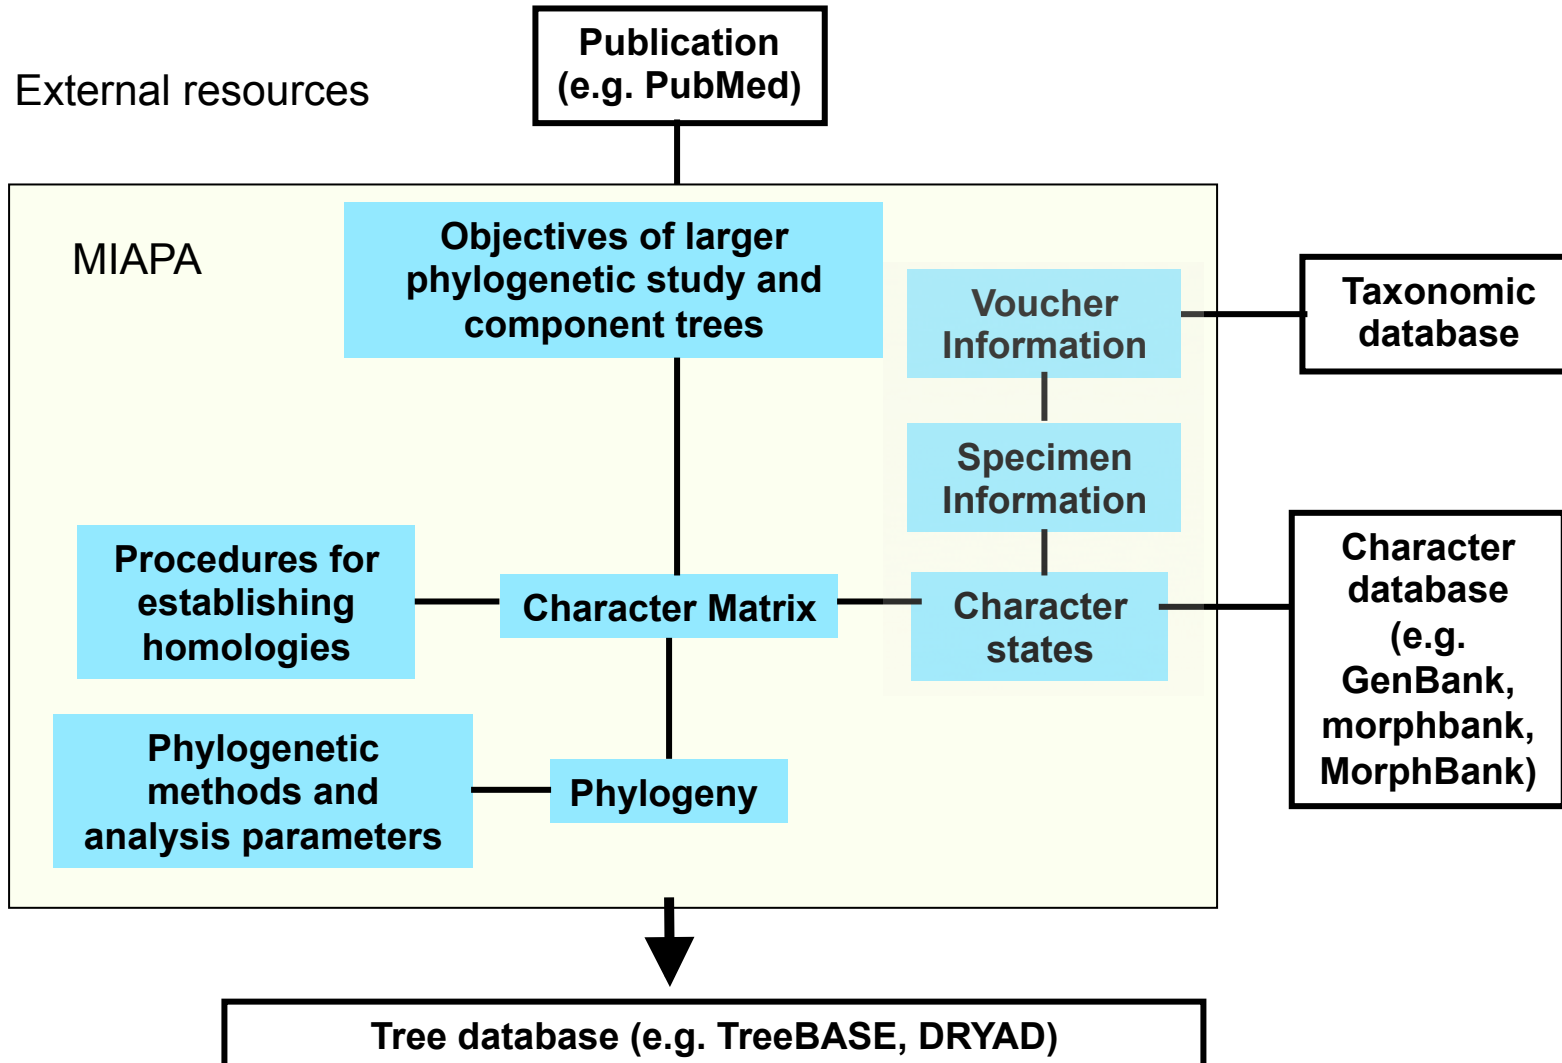 Publication
(e.g. PubMed)
External resources
MIAPA
Objectives of larger
phylogenetic study and
component trees
Voucher
Information
Taxonomic
database
Specimen
Information
Procedures for
establishing
homologies
Character Matrix
Character
states
Character
database
(e.g.
GenBank,
morphbank,
MorphBank)
Phylogenetic
methods and
analysis parameters
Phylogeny
Tree database (e.g. TreeBASE, DRYAD)